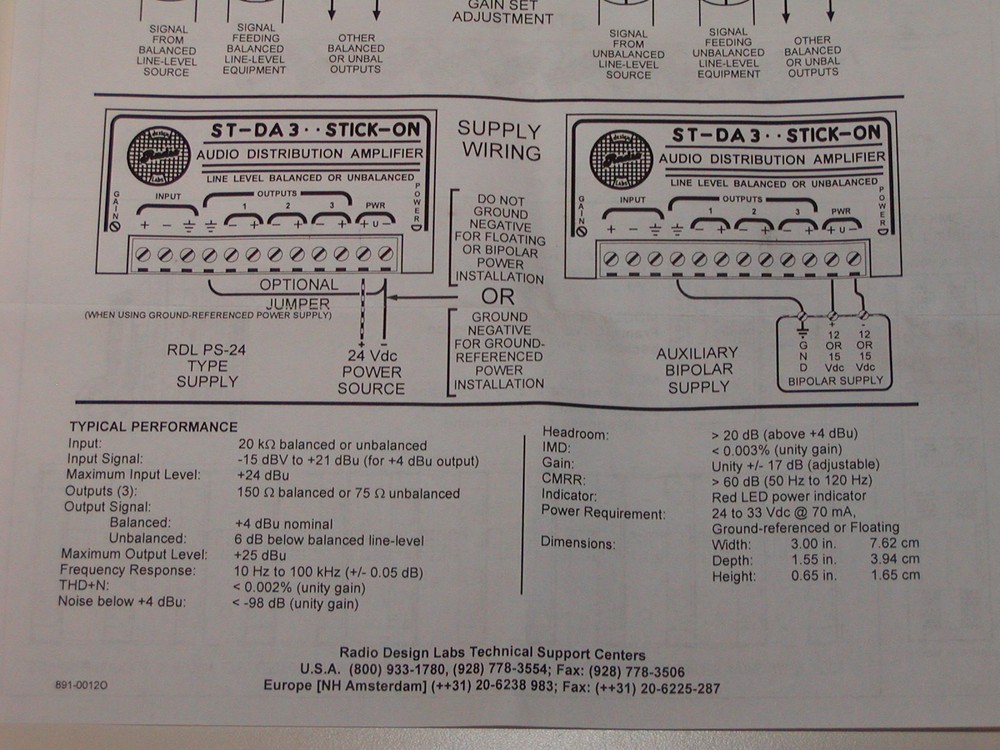 GAIN SET
ADJUSTMENT
SIGNAL
FROM
BALANCED
LINE-LEVEL
SOURCE
SIGNAL
FEEDING
BALANCED
LINE-LEVEL
EQUIPMENT
OTHER
BALANCED
OR UNBAL
OUTPUTS
SIGNAL
FROM
UNBALANCED
LINE-LEVEL
SOURCE
SIGNAL
FEEDING
UNBALANCED
LINE-LEVEL
EQUIPMENT
OTHER
BALANCED
OR UNBAL
OUTPUTS
Radio
design
Labs
ST-DA3··STICK-ON
AUDIO DISTRIBUTION AMPLIFIER
LINE LEVEL BALANCED OR UNBALANCED
GAIN
INPUT
OUTPUTS
1 2 3
PWR
POWER
+ − + − + − + − + U −
SUPPLY
WIRING
DO NOT
GROUND
NEGATIVE
FOR FLOATING
OR BIPOLAR
POWER
INSTALLATION
OR
GROUND
NEGATIVE
FOR GROUND-
REFERENCED
POWER
INSTALLATION
OPTIONAL
JUMPER
(WHEN USING GROUND-REFERENCED POWER SUPPLY)
RDL PS-24
TYPE
SUPPLY
+ −
24 Vdc
POWER
SOURCE
Radio
design
Labs
ST-DA3··STICK-ON
AUDIO DISTRIBUTION AMPLIFIER
LINE LEVEL BALANCED OR UNBALANCED
GAIN
INPUT
OUTPUTS
1 2 3
PWR
POWER
+ − + − + − + − + U −
AUXILIARY
BIPOLAR
SUPPLY
GND
+
12
OR
15
Vdc
-
12
OR
15
Vdc
BIPOLAR SUPPLY
TYPICAL PERFORMANCE
Input: 20 kΩ balanced or unbalanced
Input Signal: -15 dBV to +21 dBu (for +4 dBu output)
Maximum Input Level: +24 dBu
Outputs (3): 150 Ω balanced or 75 Ω unbalanced
Output Signal:
Balanced: +4 dBu nominal
Unbalanced: 6 dB below balanced line-level
Maximum Output Level: +25 dBu
Frequency Response: 10 Hz to 100 kHz (+/- 0.05 dB)
THD+N: < 0.002% (unity gain)
Noise below +4 dBu: < -98 dB (unity gain)
Headroom: > 20 dB (above +4 dBu)
IMD: < 0.003% (unity gain)
Gain: Unity +/- 17 dB (adjustable)
CMRR: > 60 dB (50 Hz to 120 Hz)
Indicator: Red LED power indicator
Power Requirement: 24 to 33 Vdc @ 70 mA,
Ground-referenced or Floating
Dimensions: Width: 3.00 in. 7.62 cm
Depth: 1.55 in. 3.94 cm
Height: 0.65 in. 1.65 cm
Radio Design Labs Technical Support Centers
U.S.A. (800) 933-1780, (928) 778-3554; Fax: (928) 778-3506
Europe [NH Amsterdam] (++31) 20-6238 983; Fax: (++31) 20-6225-287
891-0012O